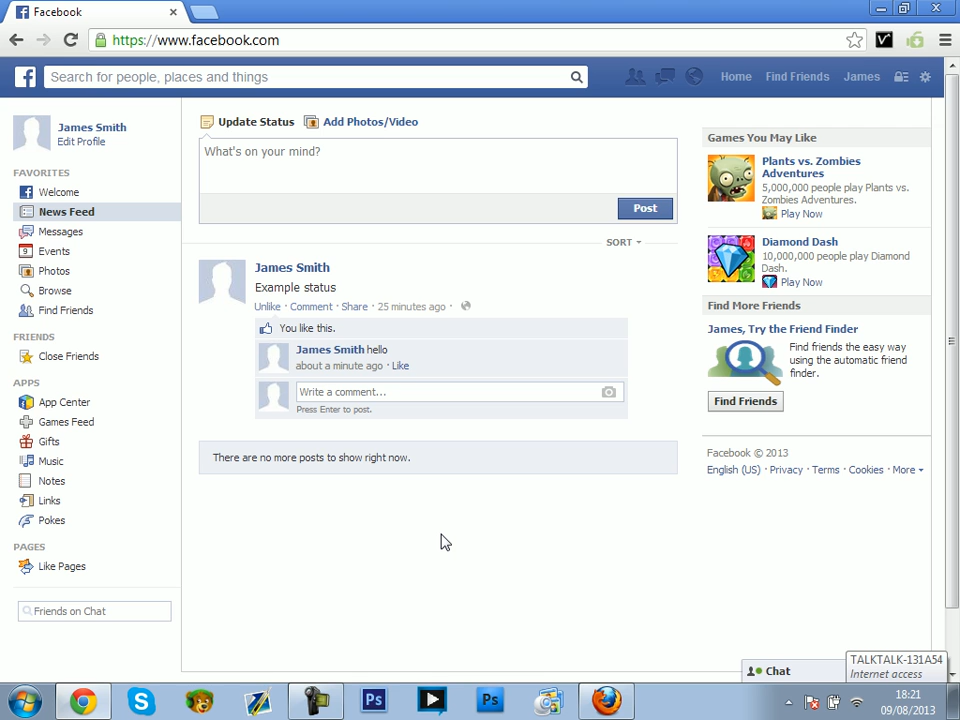 Facebook
https://www.facebook.com
Search for people, places and things
Home Find Friends James
James Smith
Edit Profile
FAVORITES
Welcome
News Feed
Messages
9
Events
Photos
Browse
Find Friends
FRIENDS
Close Friends
APPS
App Center
Games Feed
Gifts
Music
Notes
Links
Pokes
PAGES
Like Pages
Friends on Chat
Update Status Add Photos/Video
What's on your mind?
Post
SORT
James Smith
Example status
Unlike · Comment · Share · 25 minutes ago ·
You like this.
James Smith hello
about a minute ago · Like
Write a comment...
Press Enter to post.
There are no more posts to show right now.
Games You May Like
Plants vs. Zombies
Adventures
5,000,000 people play Plants vs.
Zombies Adventures.
Play Now
Diamond Dash
10,000,000 people play Diamond
Dash.
Play Now
Find More Friends
James, Try the Friend Finder
Find friends the easy way
using the automatic friend
finder.
Find Friends
Facebook © 2013
English (US) · Privacy · Terms · Cookies · More
Chat
TALKTALK-131A54
Internet access
Ps
Ps
18:21
09/08/2013